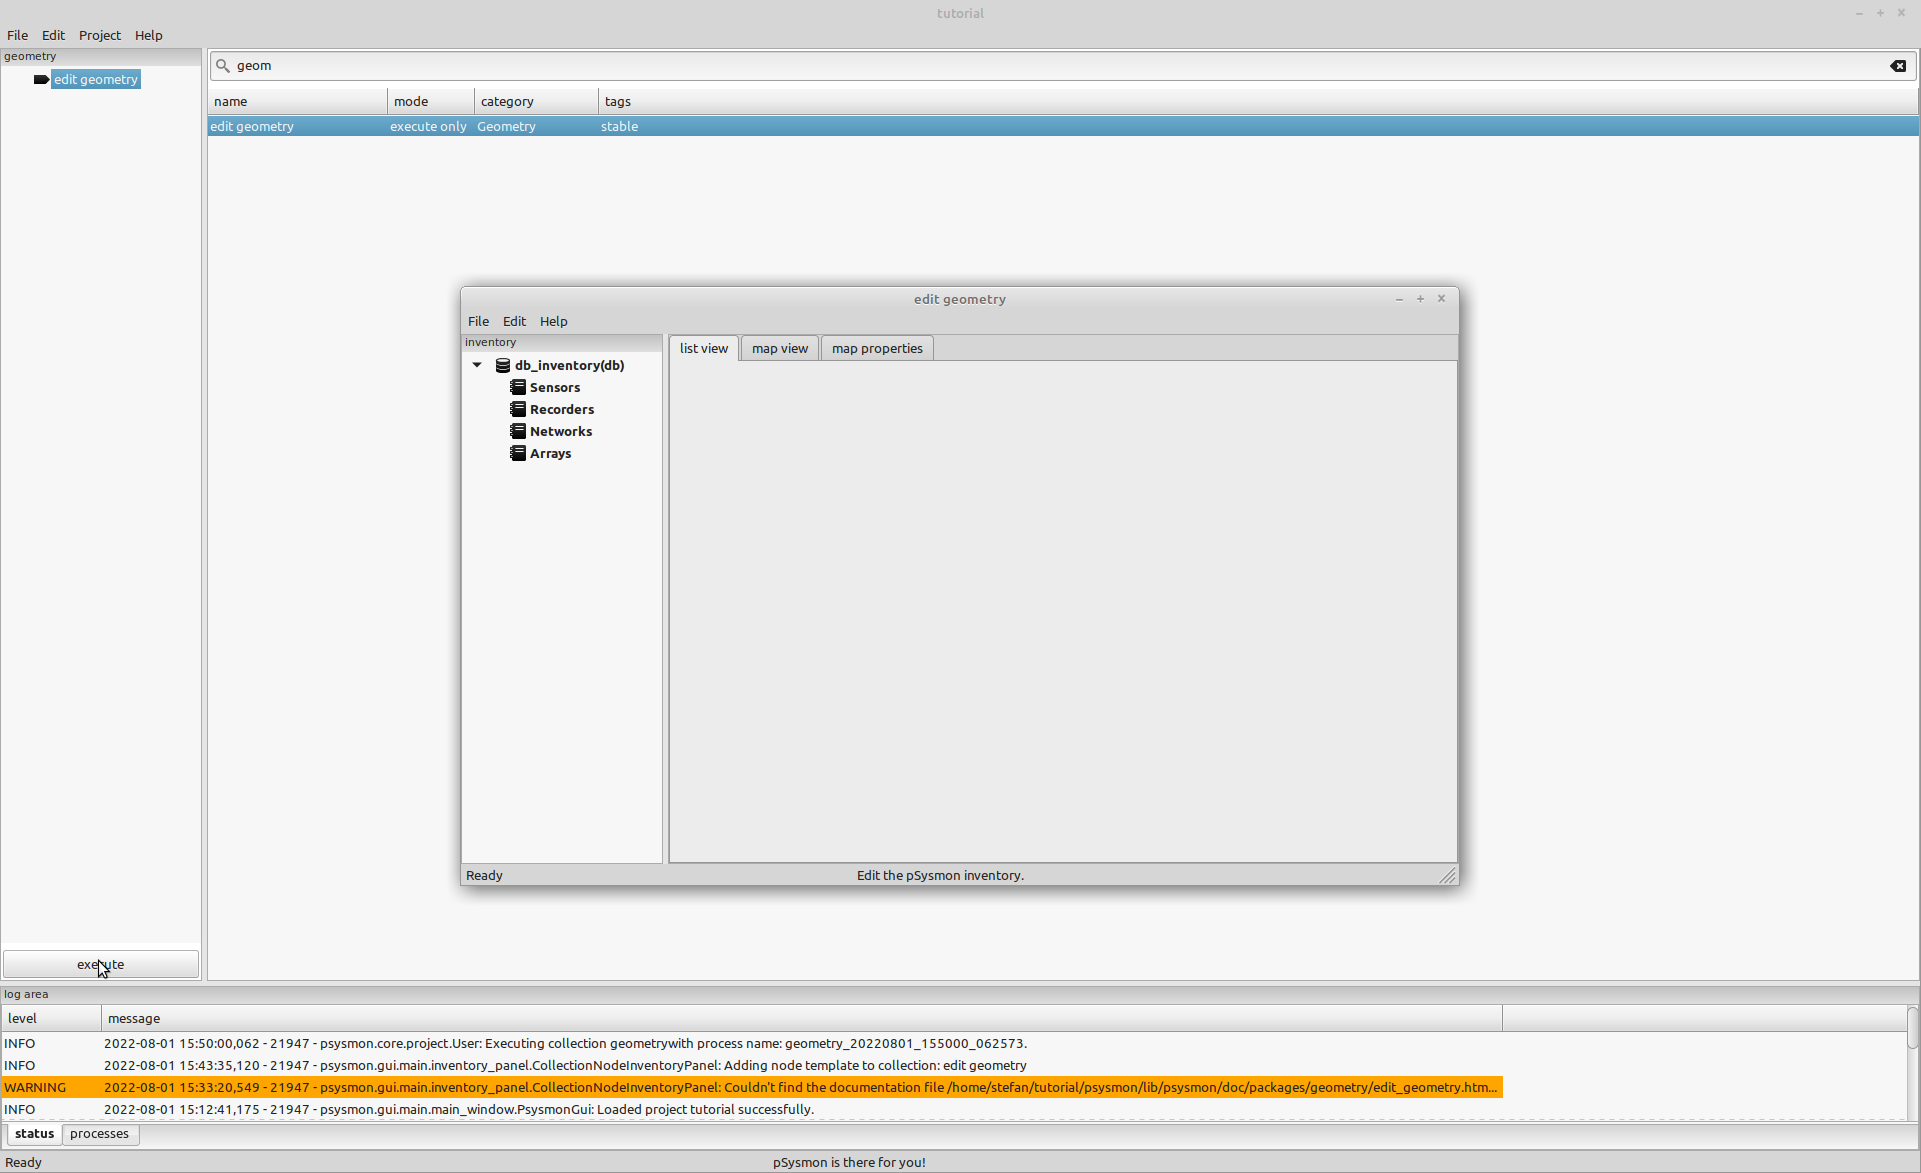 tutorial
File Edit Project Help
geometry
edit geometry
geom
name mode category tags
edit geometry execute only Geometry stable
edit geometry
File Edit Help
inventory
list view map view map properties
db_inventory(db)
Sensors
Recorders
Networks
Arrays
Ready Edit the pSysmon inventory.
execute
log area
level message
INFO 2022-08-01 15:50:00,062 - 21947 - psysmon.core.project.User: Executing collection geometrywith process name: geometry_20220801_155000_062573.
INFO 2022-08-01 15:43:35,120 - 21947 - psysmon.gui.main.inventory_panel.CollectionNodeInventoryPanel: Adding node template to collection: edit geometry
WARNING 2022-08-01 15:33:20,549 - 21947 - psysmon.gui.main.inventory_panel.CollectionNodeInventoryPanel: Couldn't find the documentation file /home/stefan/tutorial/psysmon/lib/psysmon/doc/packages/geometry/edit_geometry.htm...
INFO 2022-08-01 15:12:41,175 - 21947 - psysmon.gui.main.main_window.PsysmonGui: Loaded project tutorial successfully.
status processes
Ready pSysmon is there for you!